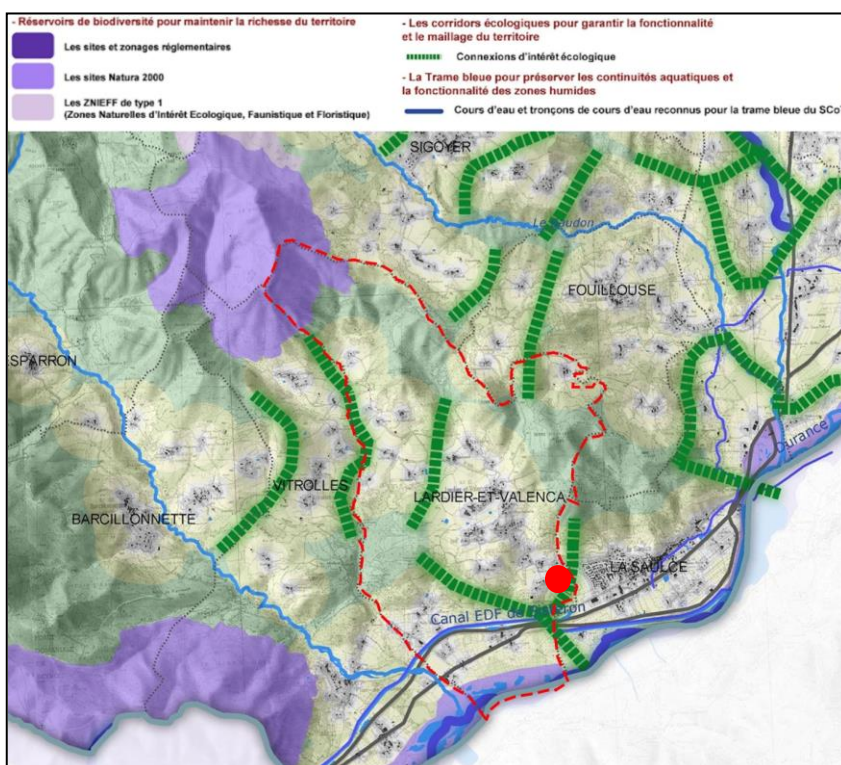 - Réservoirs de biodiversité pour maintenir la richesse du territoire
Les sites et zonages réglementaires
Les sites Natura 2000
Les ZNIEFF de type 1
(Zones Naturelles d'Intérêt Ecologique, Faunistique et Floristique)
- Les corridors écologiques pour garantir la fonctionnalité
et le maillage du territoire
Connexions d'intérêt écologique
- La Trame bleue pour préserver les continuités aquatiques et
la fonctionnalité des zones humides
Cours d'eau et tronçons de cours d'eau reconnus pour la trame bleue du SCoT
SIGOYER
FOUILLOUSE
ESPARRON
VITROLLES
LARDIER-ET-VALENCA
BARCILLONNETTE
LA SAULCE
Durance
Canal EDF de